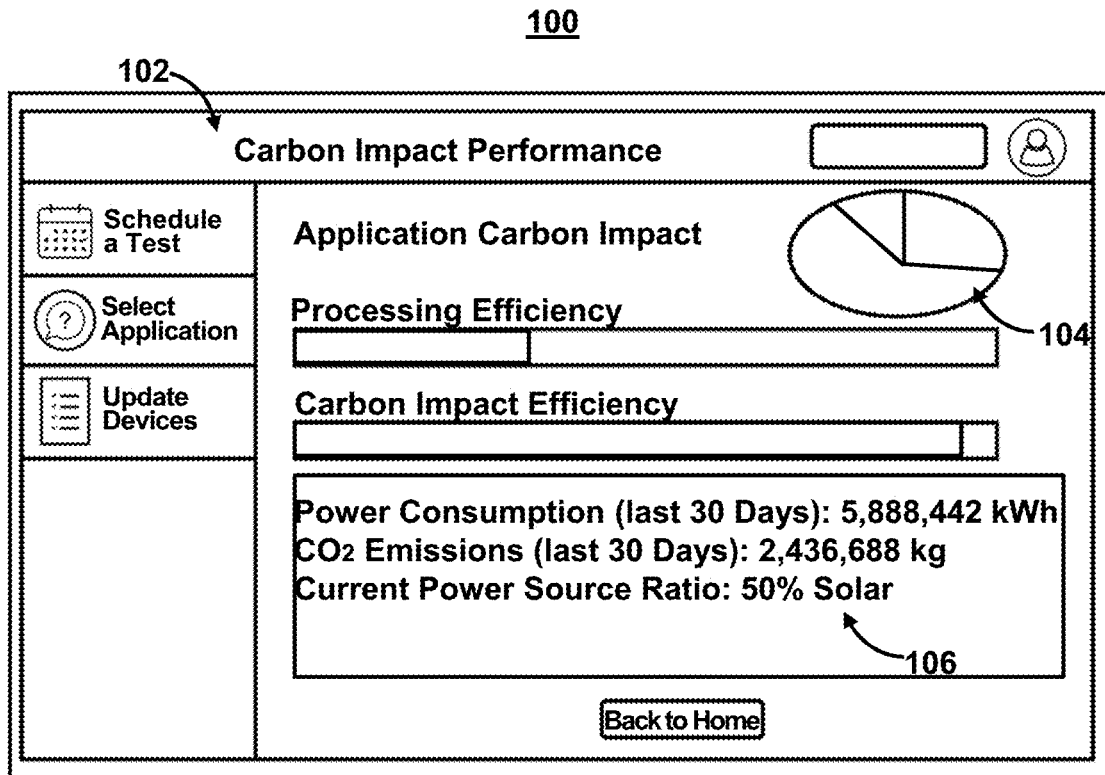 100
102
Carbon Impact Performance
Schedule
a Test
Select
Application
Update
Devices
Application Carbon Impact
104
Processing Efficiency
Carbon Impact Efficiency
Power Consumption (last 30 Days): 5,888,442 kWh
CO2 Emissions (last 30 Days): 2,436,688 kg
Current Power Source Ratio: 50% Solar
106
Back to Home